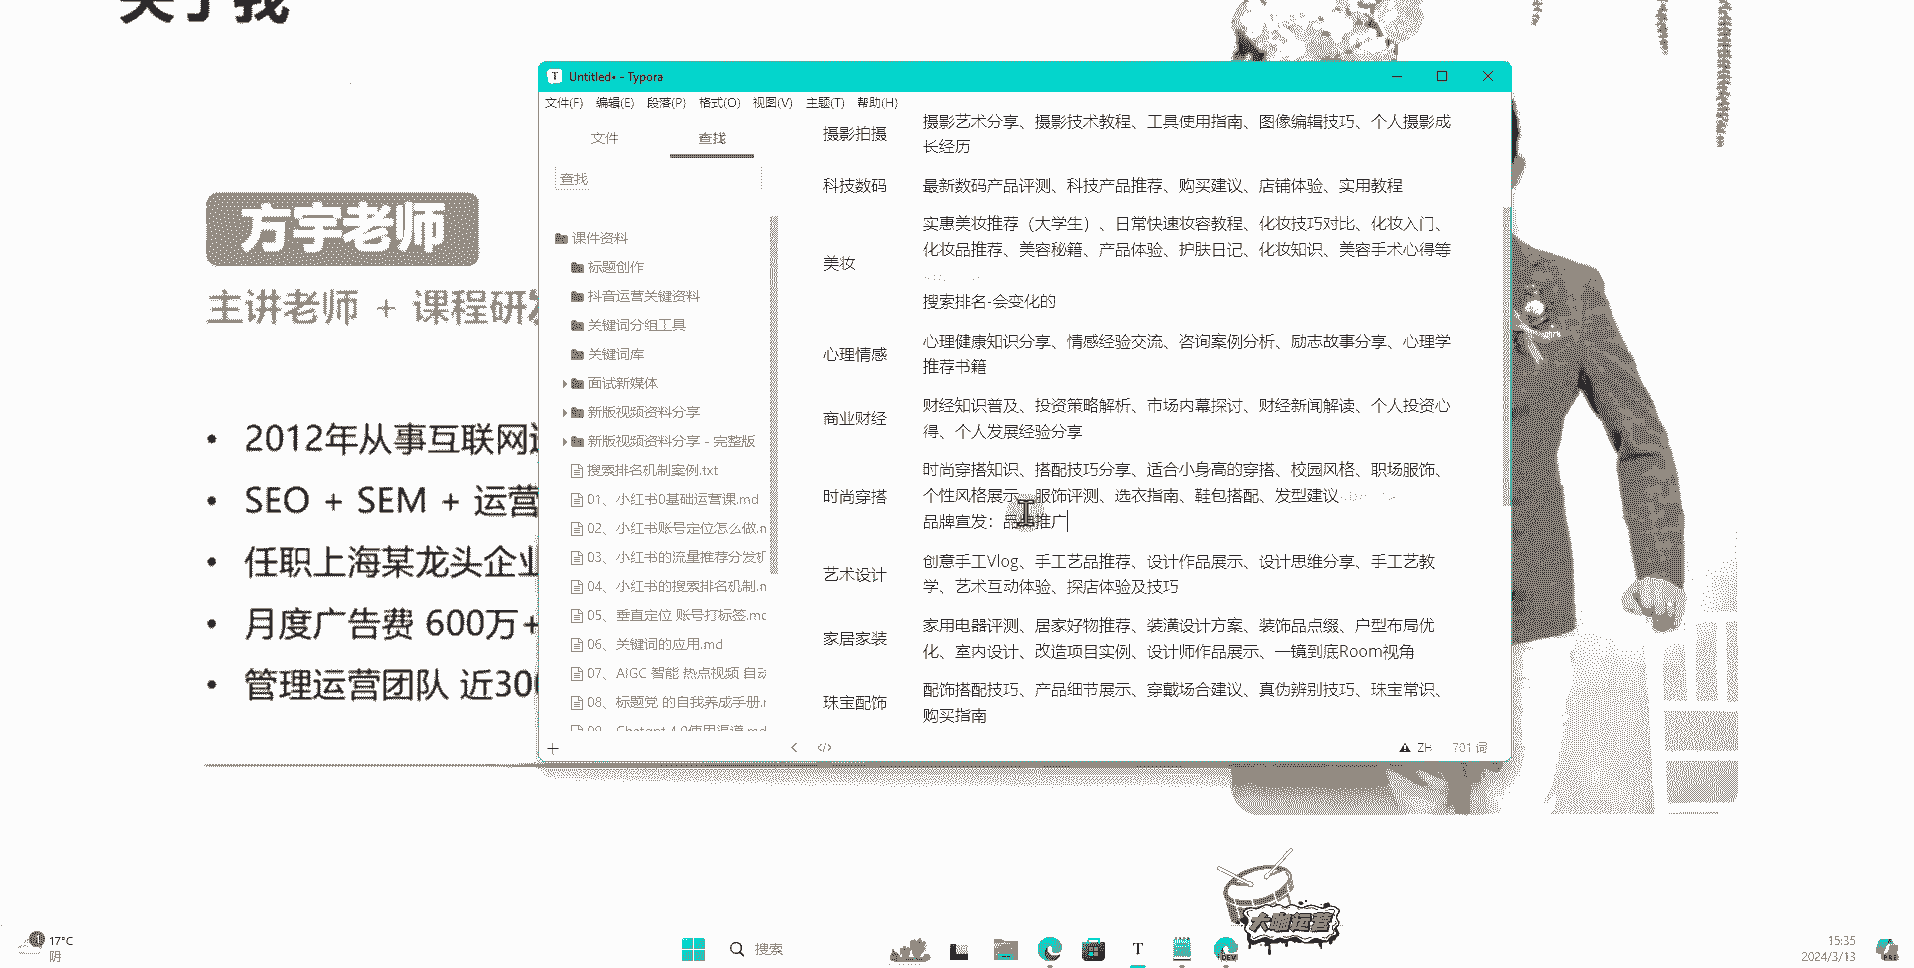 关于我
方宇老师
主讲老师 + 课程研发
2012年从事互联网运
SEO + SEM + 运营
任职上海某龙头企业
月度广告费 600万+
管理运营团队 近300
Untitled• - Typora
文件(F) 编辑(E) 段落(P) 格式(O) 视图(V) 主题(T) 帮助(H)
文件 查找
查找
课件资料
标题创作
抖音运营关键资料
关键词分组工具
关键词库
面试新媒体
新版视频资料分享
新版视频资料分享 - 完整版
搜索排名机制案例.txt
01、小红书0基础运营课.md
02、小红书账号定位怎么做.m
03、小红书的流量推荐分发机
04、小红书的搜索排名机制.m
05、垂直定位 账号打标签.md
06、关键词的应用.md
07、AIGC 智能 热点视频 自动
08、标题党 的自我养成手册.m
09、Chatgpt 4.0使用渠道.md
摄影拍摄
摄影艺术分享、摄影技术教程、工具使用指南、图像编辑技巧、个人摄影成
长经历
科技数码
最新数码产品评测、科技产品推荐、购买建议、店铺体验、实用教程
美妆
实惠美妆推荐（大学生）、日常快速妆容教程、化妆技巧对比、化妆入门、
化妆品推荐、美容秘籍、产品体验、护肤日记、化妆知识、美容手术心得等
搜索排名-会变化的
心理情感
心理健康知识分享、情感经验交流、咨询案例分析、励志故事分享、心理学
推荐书籍
商业财经
财经知识普及、投资策略解析、市场内幕探讨、财经新闻解读、个人投资心
得、个人发展经验分享
时尚穿搭
时尚穿搭知识、搭配技巧分享、适合小身高的穿搭、校园风格、职场服饰、
个性风格展示、服饰评测、选衣指南、鞋包搭配、发型建议
品牌宣发：品牌推广
艺术设计
创意手工Vlog、手工艺品推荐、设计作品展示、设计思维分享、手工艺教
学、艺术互动体验、探店体验及技巧
家居家装
家用电器评测、居家好物推荐、装潢设计方案、装饰品点缀、户型布局优
化、室内设计、改造项目实例、设计师作品展示、一镜到底Room视角
珠宝配饰
配饰搭配技巧、产品细节展示、穿戴场合建议、真伪辨别技巧、珠宝常识、
购买指南
ZH 701 词
大咖运营
17°C
阴
搜索
DEV
15:35
2024/3/13
PRE